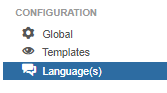 CONFIGURATION
Global
Templates
Language(s)